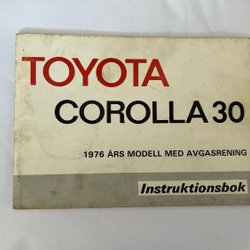 TOYOTA
COROLLA 30
1976 ÅRS MODELL MED AVGASRENING
Instruktionsbok